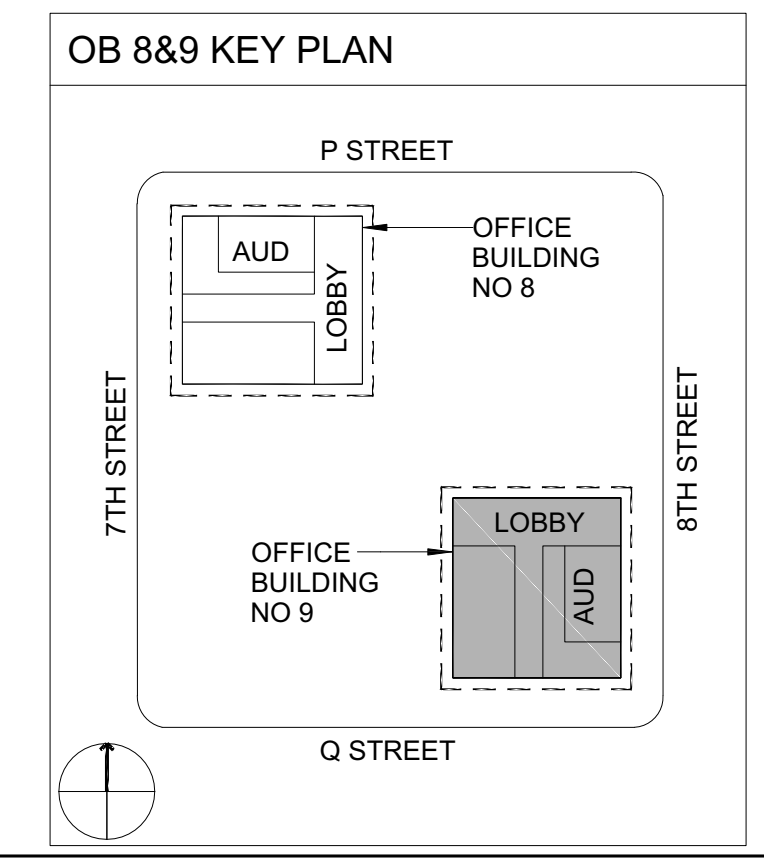 OB 8&9 KEY PLAN
P STREET
AUD
LOBBY
OFFICE
BUILDING
NO 8
7TH STREET
8TH STREET
LOBBY
AUD
OFFICE
BUILDING
NO 9
Q STREET